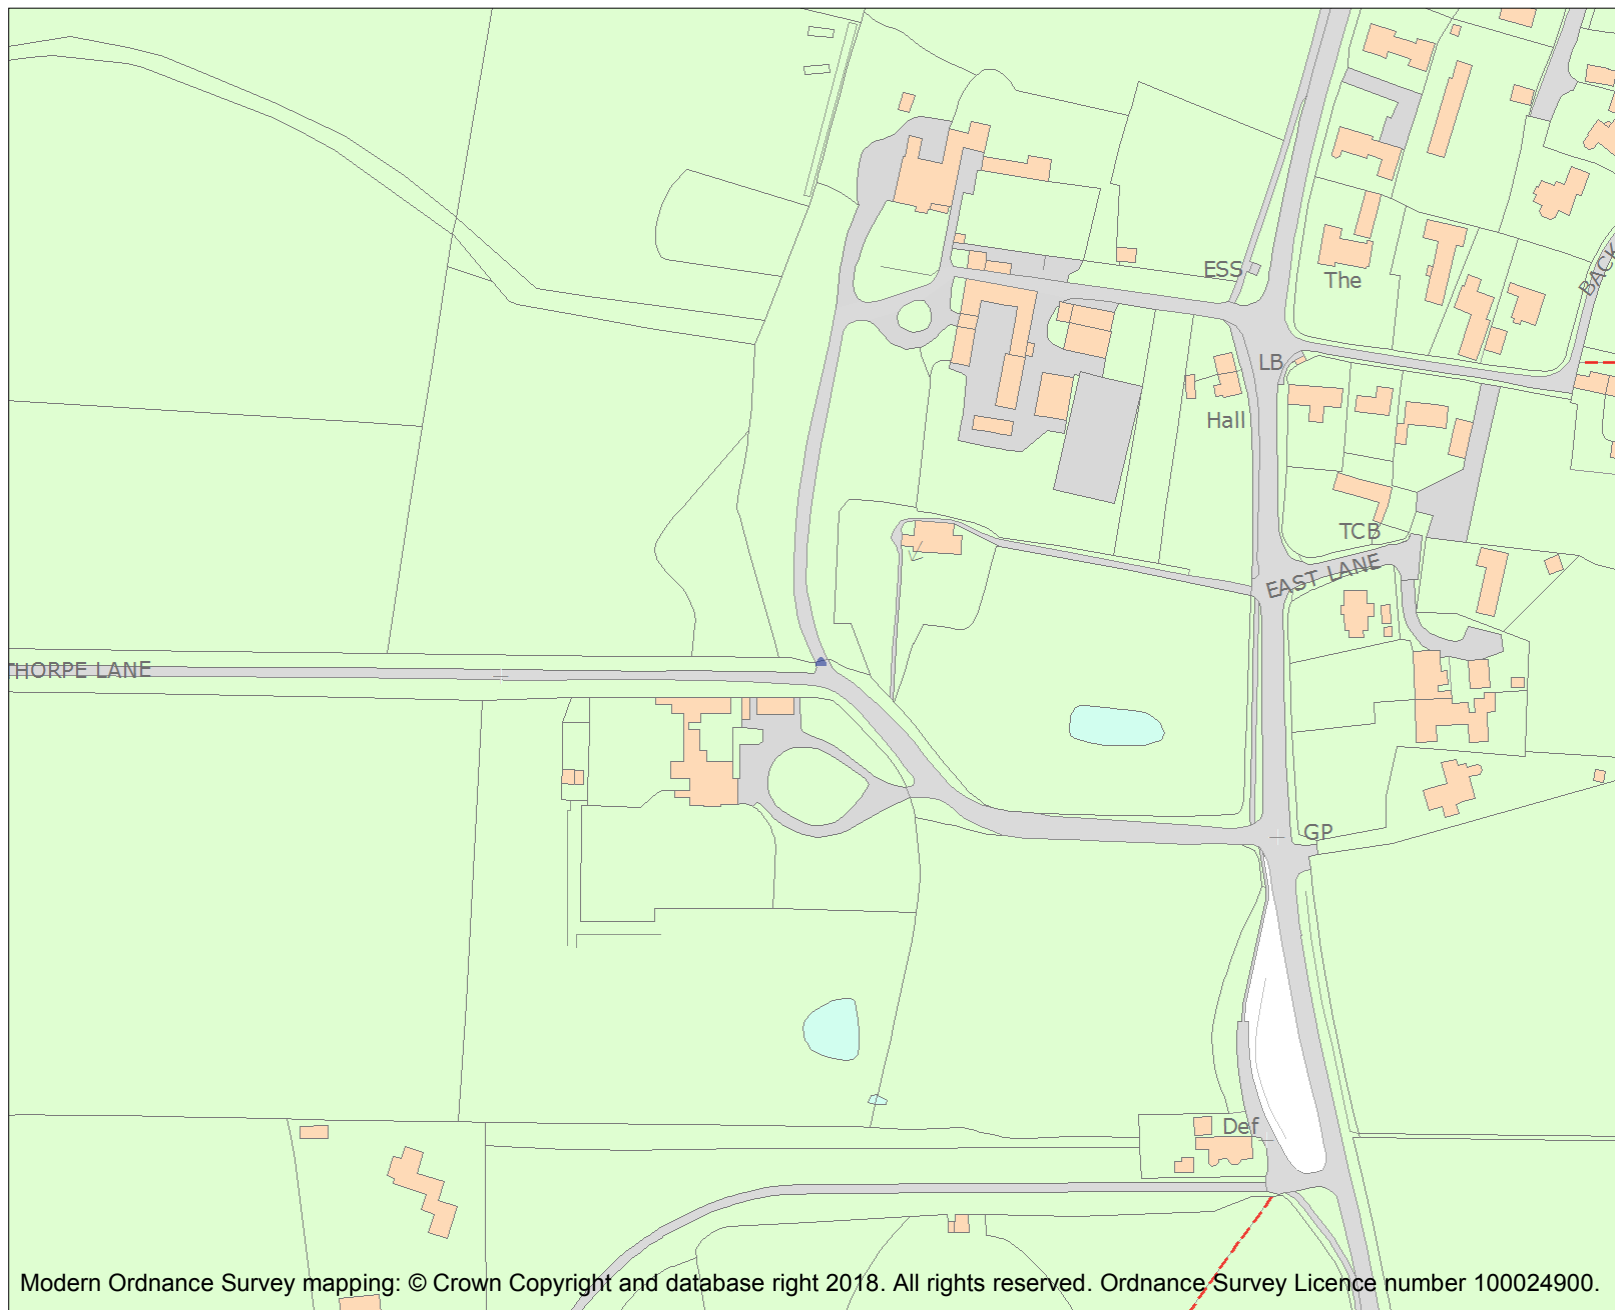 ESS
The
BACK
LB
Hall
TCB
EAST LANE
THORPE LANE
GP
Def
Modern Ordnance Survey mapping: © Crown Copyright and database right 2018. All rights reserved. Ordnance Survey Licence number 100024900.